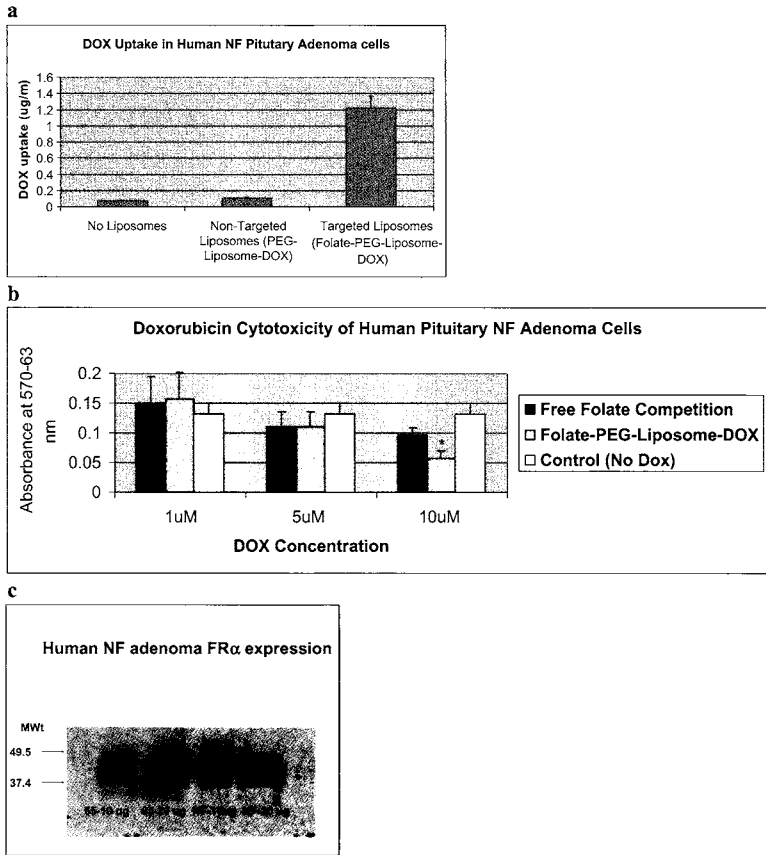 a
DOX Uptake in Human NF Pitutary Adenoma cells
DOX uptake (ug/m)
1.6
1.4
1.2
1
0.8
0.6
0.4
0.2
0
No Liposomes
Non-Targeted
Liposomes (PEG-
Liposome-DOX)
Targeted Liposomes
(Folate-PEG-Liposome-
DOX)
b
Doxorubicin Cytotoxicity of Human Pituitary NF Adenoma Cells
Absorbance at 570-63
nm
0.2
0.15
0.1
0.05
0
*
1uM
5uM
10uM
DOX Concentration
Free Folate Competition
Folate-PEG-Liposome-DOX
Control (No Dox)
c
Human NF adenoma FRα expression
MWt
49.5
37.4